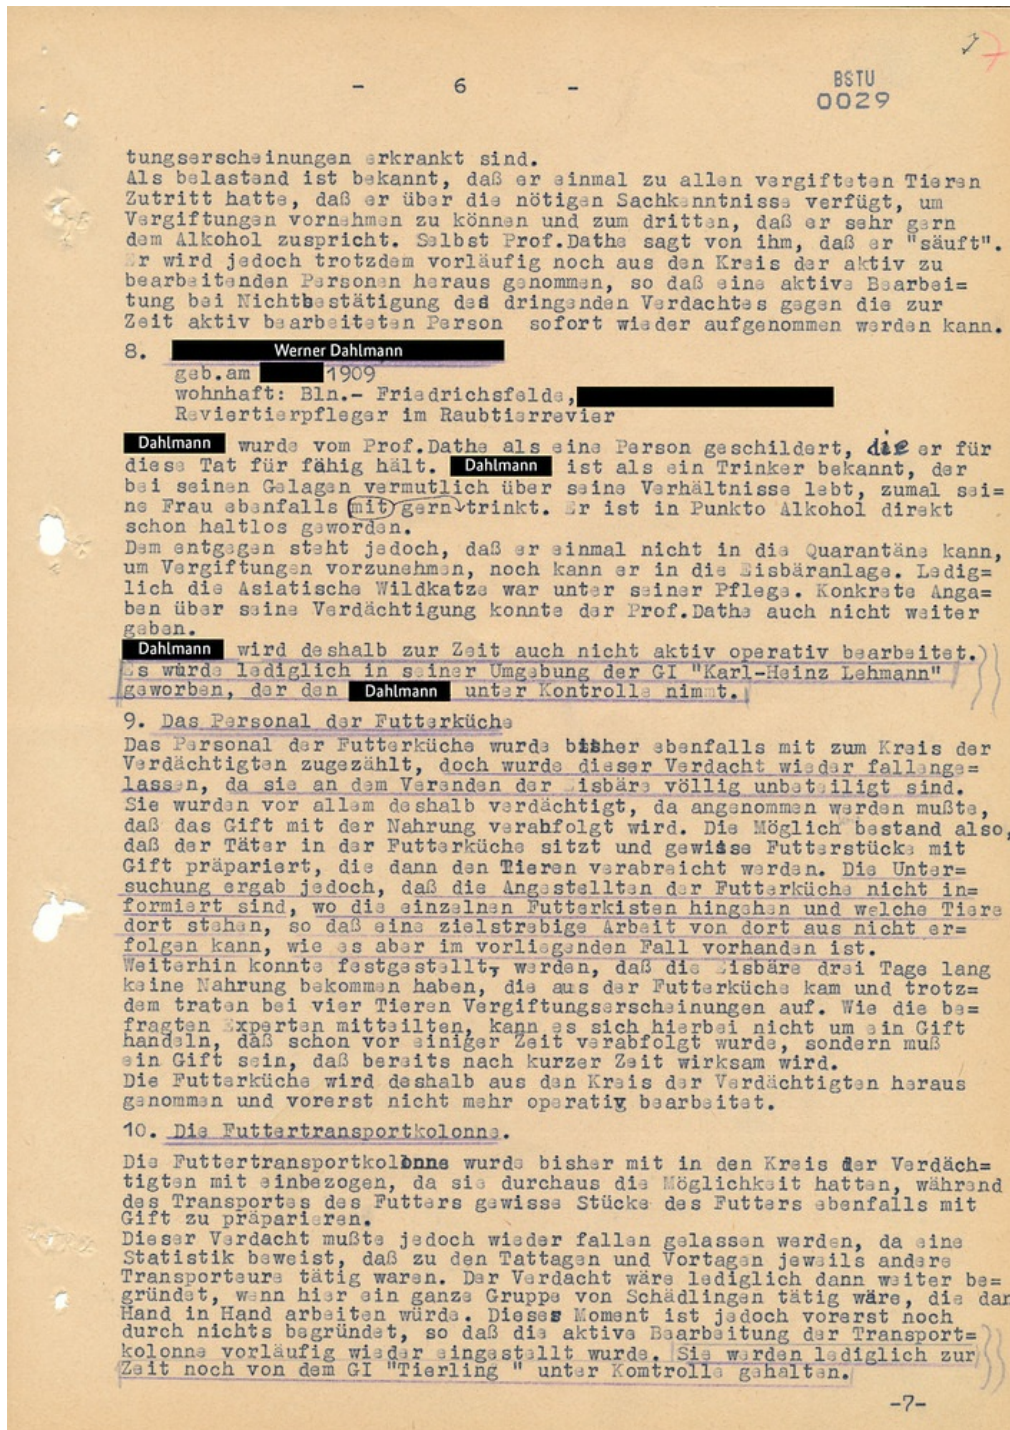 7 7
- 6 -
BSTU
0029
tungserscheinungen erkrankt sind.
Als belastend ist bekannt, daß er einmal zu allen vergifteten Tieren
Zutritt hatte, daß er über die nötigen Sachkenntnisse verfügt, um
Vergiftungen vornehmen zu können und zum dritten, daß er sehr gern
dem Alkohol zuspricht. Selbst Prof.Dathe sagt von ihm, daß er "säuft".
Er wird jedoch trotzdem vorläufig noch aus den Kreis der aktiv zu
bearbeitenden Personen heraus genommen, so daß eine aktive Bearbei=
tung bei Nichtbestätigung des dringenden Verdachtes gegen die zur
Zeit aktiv bearbeiteten Person sofort wieder aufgenommen werden kann.
8. Werner Dahlmann
geb.am 1909
wohnhaft: Bln.- Friedrichsfelde,
Reviertierpfleger im Raubtierrevier
Dahlmann wurde vom Prof.Dathe als eine Person geschildert, die er für
diese Tat für fähig hält. Dahlmann ist als ein Trinker bekannt, der
bei seinen Gelagen vermutlich über seine Verhältnisse lebt, zumal sei=
ne Frau ebenfalls mit gern trinkt. Er ist in Punkto Alkohol direkt
schon haltlos geworden.
Dem entgegen steht jedoch, daß er einmal nicht in die Quarantäne kann,
um Vergiftungen vorzunehmen, noch kann er in die Eisbäranlage. Ledig=
lich die Asiatische Wildkatze war unter seiner Pflege. Konkrete Anga=
ben über seine Verdächtigung konnte der Prof.Dathe auch nicht weiter
geben.
Dahlmann wird deshalb zur Zeit auch nicht aktiv operativ bearbeitet.
Es wurde lediglich in seiner Umgebung der GI "Karl-Heinz Lehmann"
geworben, der den Dahlmann unter Kontrolle nimmt.
9. Das Personal der Futterküche
Das Personal der Futterküche wurde bisher ebenfalls mit zum Kreis der
Verdächtigten zugezählt, doch wurde dieser Verdacht wieder fallenge=
lassen, da sie an dem Verenden der Eisbäre völlig unbeteiligt sind.
Sie wurden vor allem deshalb verdächtigt, da angenommen werden mußte,
daß das Gift mit der Nahrung verabfolgt wird. Die Möglich bestand also,
daß der Täter in der Futterküche sitzt und gewisse Futterstücke mit
Gift präpariert, die dann den Tieren verabreicht werden. Die Unter=
suchung ergab jedoch, daß die Angestellten der Futterküche nicht in=
formiert sind, wo die einzelnen Futterkisten hingehen und welche Tiere
dort stehen, so daß eine zielstrebige Arbeit von dort aus nicht er=
folgen kann, wie es aber im vorliegenden Fall vorhanden ist.
Weiterhin konnte festgestellt, werden, daß die Eisbäre drei Tage lang
keine Nahrung bekommen haben, die aus der Futterküche kam und trotz=
dem traten bei vier Tieren Vergiftungserscheinungen auf. Wie die be=
fragten Experten mitteilten, kann es sich hierbei nicht um ein Gift
handeln, daß schon vor einiger Zeit verabfolgt wurde, sondern muß
ein Gift sein, daß bereits nach kurzer Zeit wirksam wird.
Die Futterküche wird deshalb aus den Kreis der Verdächtigten heraus
genommen und vorerst nicht mehr operativ bearbeitet.
10. Die Futtertransportkolonne.
Die Futtertransportkolonne wurde bisher mit in den Kreis der Verdäch=
tigten mit einbezogen, da sie durchaus die Möglichkeit hatten, während
des Transportes des Futters gewisse Stücke des Futters ebenfalls mit
Gift zu präparieren.
Dieser Verdacht mußte jedoch wieder fallen gelassen werden, da eine
Statistik beweist, daß zu den Tattagen und Vortagen jeweils andere
Transporteure tätig waren. Der Verdacht wäre lediglich dann weiter be=
gründet, wenn hier ein ganze Gruppe von Schädlingen tätig wäre, die dan
Hand in Hand arbeiten würde. Dieses Moment ist jedoch vorerst noch
durch nichts begründet, so daß die aktive Bearbeitung der Transport=
kolonne vorläufig wieder eingestellt wurde. Sie werden lediglich zur
Zeit noch von dem GI "Tierling " unter Komtrolle gehalten.
-7-